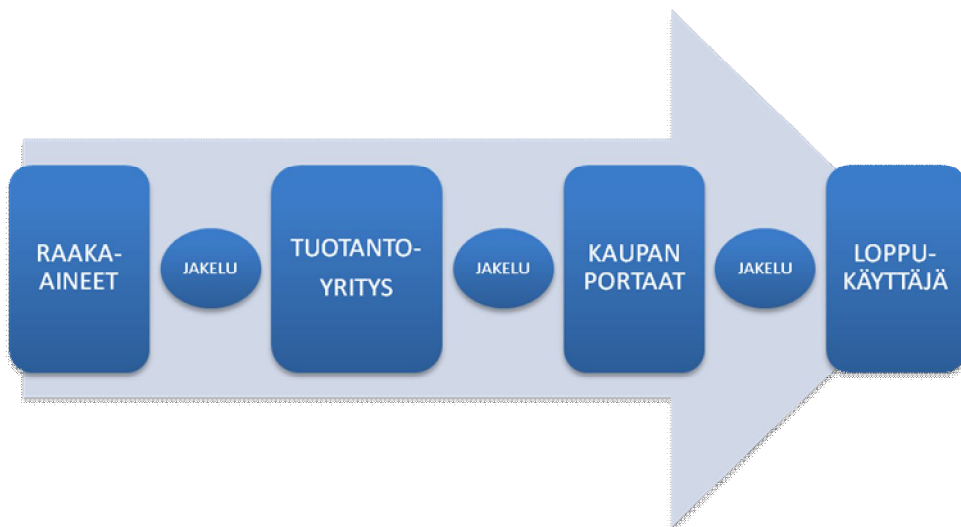 RAAKA-
AINEET
JAKELU
TUOTANTO-
YRITYS
JAKELU
KAUPAN
PORTAAT
JAKELU
LOPPU-
KÄYTTÄJÄ